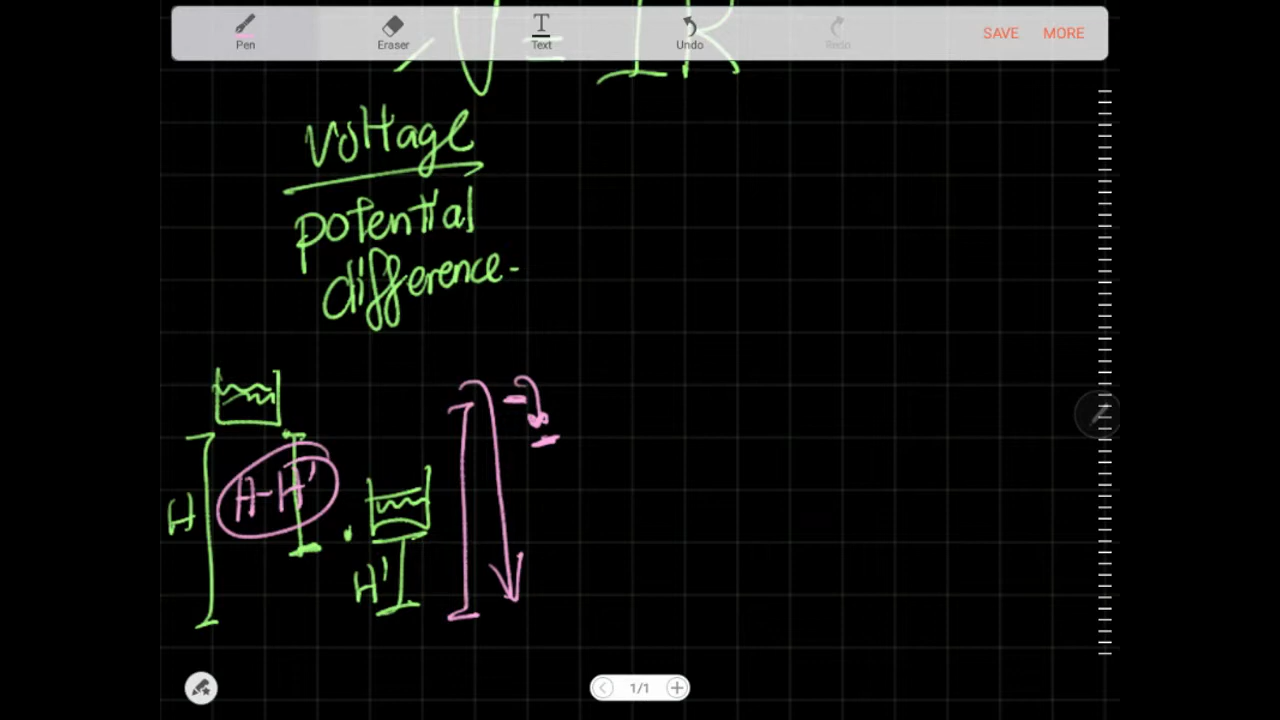 Pen Eraser Text Undo Redo SAVE MORE
V = IR
Voltage
potential
difference-
H-H'
H
H'
1/1